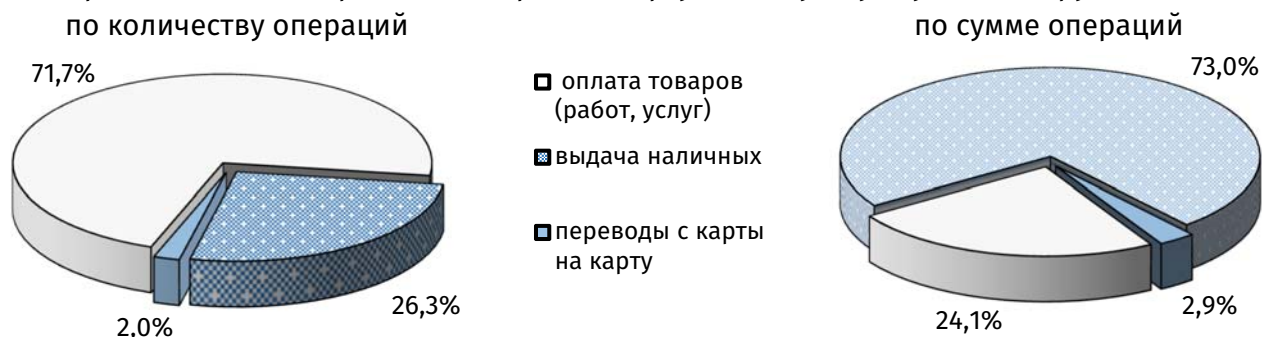 по количеству операций
по сумме операций
71,7%
26,3%
2,0%
оплата товаров
(работ, услуг)
выдача наличных
переводы с карты
на карту
73,0%
2,9%
24,1%